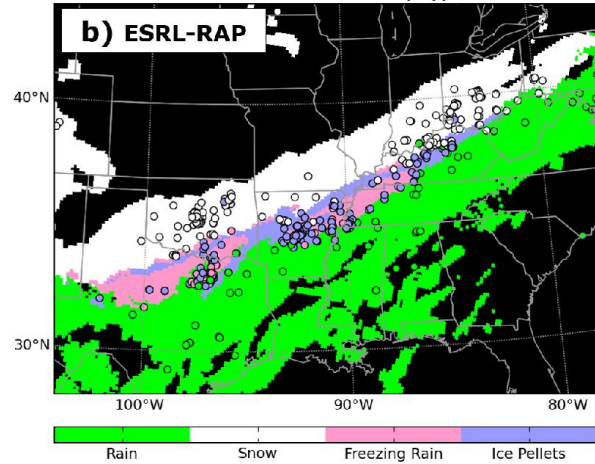 b) ESRL-RAP
40°N
30°N
100°W 90°W 80°W
Rain Snow Freezing Rain Ice Pellets